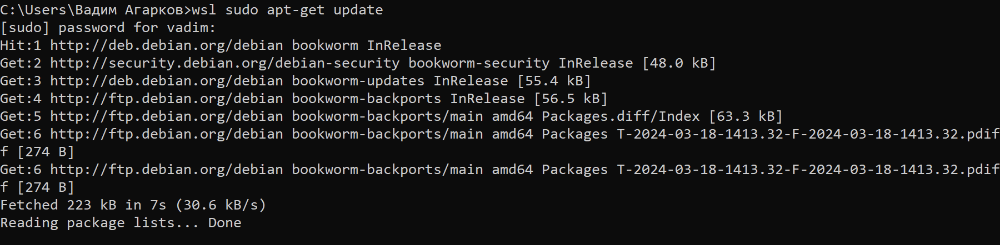 C:\Users\Вадим Агарков>wsl sudo apt-get update
[sudo] password for vadim:
Hit:1 http://deb.debian.org/debian bookworm InRelease
Get:2 http://security.debian.org/debian-security bookworm-security InRelease [48.0 kB]
Get:3 http://deb.debian.org/debian bookworm-updates InRelease [55.4 kB]
Get:4 http://ftp.debian.org/debian bookworm-backports InRelease [56.5 kB]
Get:5 http://ftp.debian.org/debian bookworm-backports/main amd64 Packages.diff/Index [63.3 kB]
Get:6 http://ftp.debian.org/debian bookworm-backports/main amd64 Packages T-2024-03-18-1413.32-F-2024-03-18-1413.32.pdif
f [274 B]
Get:6 http://ftp.debian.org/debian bookworm-backports/main amd64 Packages T-2024-03-18-1413.32-F-2024-03-18-1413.32.pdif
f [274 B]
Fetched 223 kB in 7s (30.6 kB/s)
Reading package lists... Done